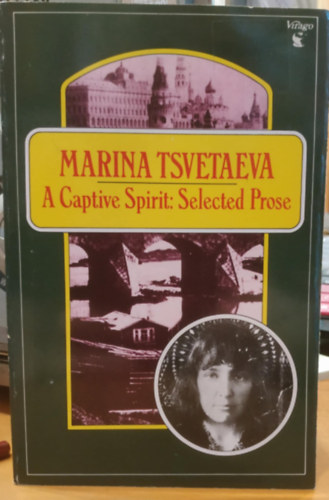 Virago
MARINA TSVETAEVA
A Captive Spirit: Selected Prose